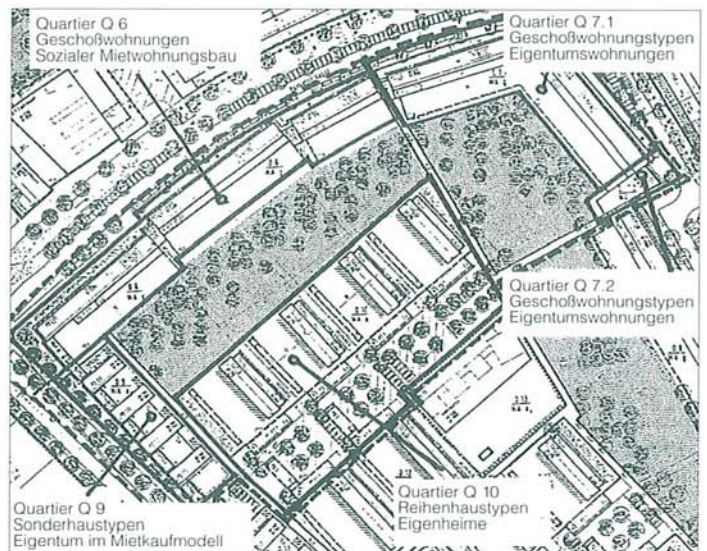 Quartier Q 6
Geschoßwohnungen
Sozialer Mietwohnungsbau
Quartier Q 7.1
Geschoßwohnungstypen
Eigentumswohnungen
Quartier Q 7.2
Geschoßwohnungstypen
Eigentumswohnungen
Quartier Q 9
Sonderhaustypen
Eigentum im Mietkaufmodell
Quartier Q 10
Reihenhaustypen
Eigenheime